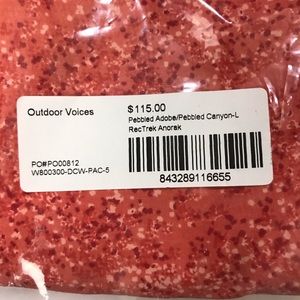 Outdoor Voices
$115.00
Pebbled Adobe/Pebbled Canyon-L
RecTrek Anorak
PO#PO00812
W800300-DCW-PAC-5
843289116655